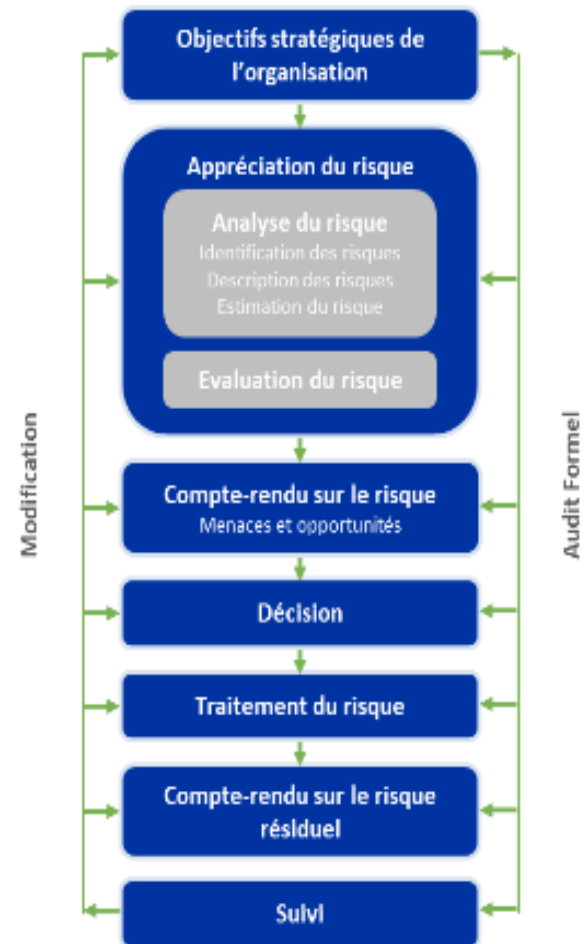 Objectifs stratégiques de
l'organisation
Appréciation du risque
Analyse du risque
Identification des risques
Description des risques
Estimation du risque
Evaluation du risque
Compte-rendu sur le risque
Menaces et opportunités
Décision
Traitement du risque
Compte-rendu sur le risque
résiduel
Suivi
Modification
Audit Formel